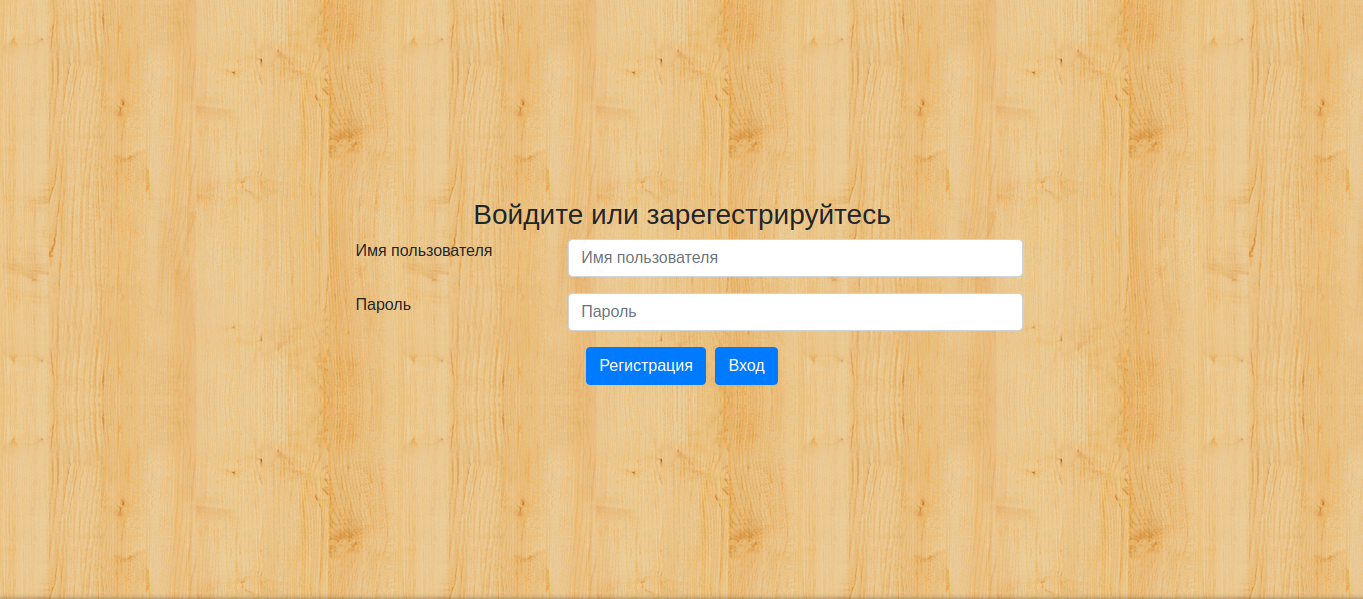 Войдите или зарегестрируйтесь
Имя пользователя
Имя пользователя
Пароль
Пароль
Регистрация
Вход